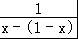 1
x − (1 − x)